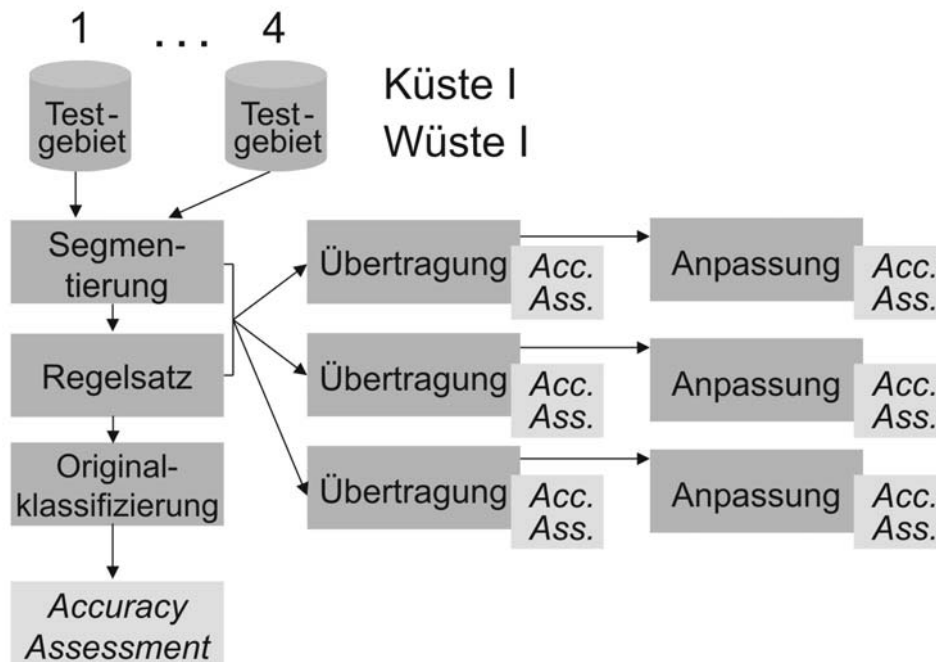 1 ... 4
Test-
gebiet
Test-
gebiet
Küste I
Wüste I
Segmen-
tierung
Regelsatz
Original-
klassifizierung
Accuracy
Assessment
Übertragung
Acc.
Ass.
Anpassung
Acc.
Ass.
Übertragung
Acc.
Ass.
Anpassung
Acc.
Ass.
Übertragung
Acc.
Ass.
Anpassung
Acc.
Ass.